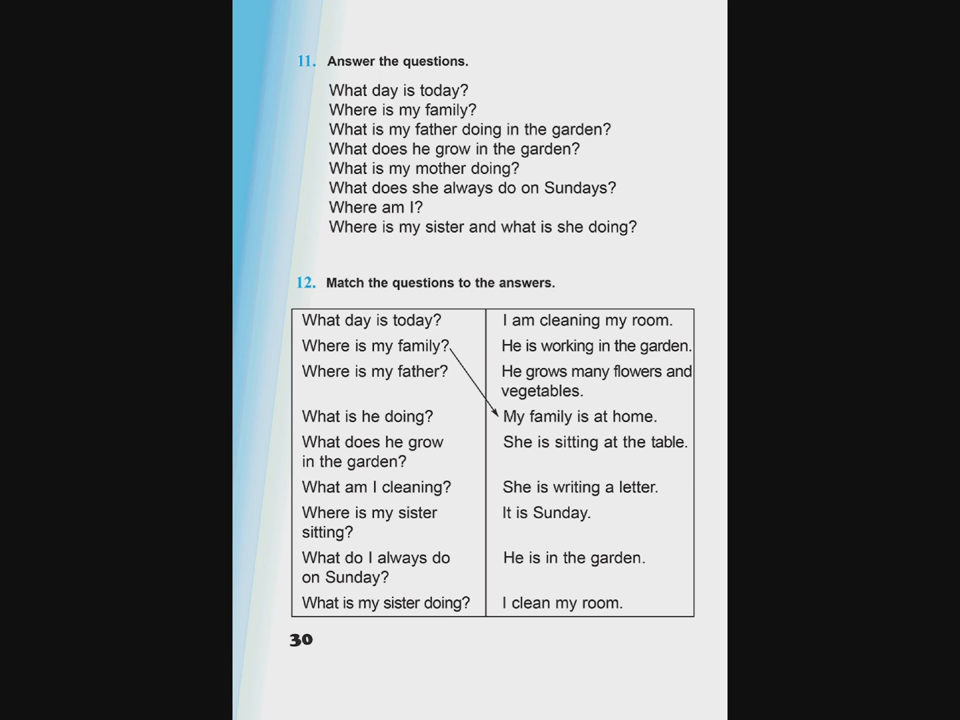 11. Answer the questions.
What day is today?
Where is my family?
What is my father doing in the garden?
What does he grow in the garden?
What is my mother doing?
What does she always do on Sundays?
Where am I?
Where is my sister and what is she doing?
12. Match the questions to the answers.
What day is today?
I am cleaning my room.
Where is my family?
He is working in the garden.
Where is my father?
He grows many flowers and
vegetables.
What is he doing?
My family is at home.
What does he grow
in the garden?
She is sitting at the table.
What am I cleaning?
She is writing a letter.
Where is my sister
sitting?
It is Sunday.
What do I always do
on Sunday?
He is in the garden.
What is my sister doing?
I clean my room.
30